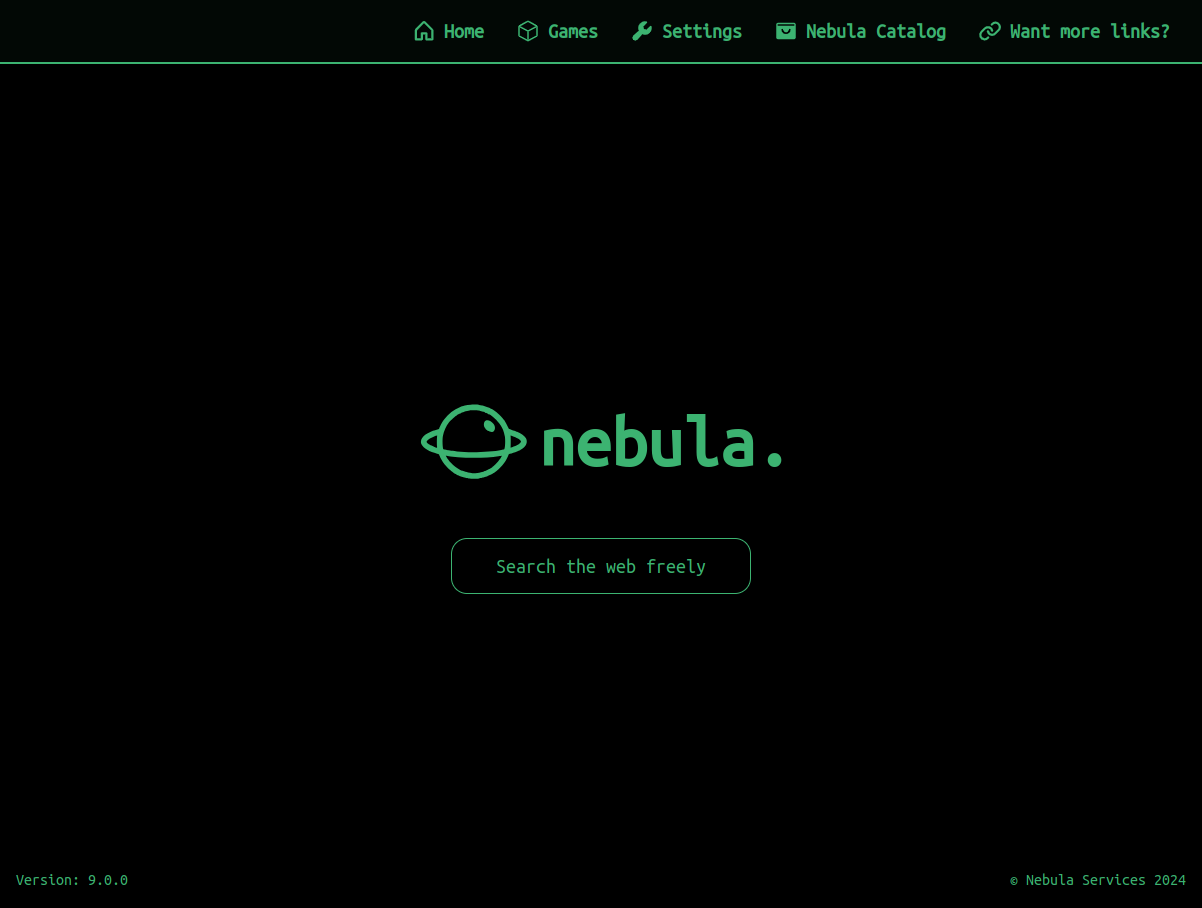 Home Games Settings Nebula Catalog Want more links?
nebula.
Search the web freely
Version: 9.0.0 © Nebula Services 2024